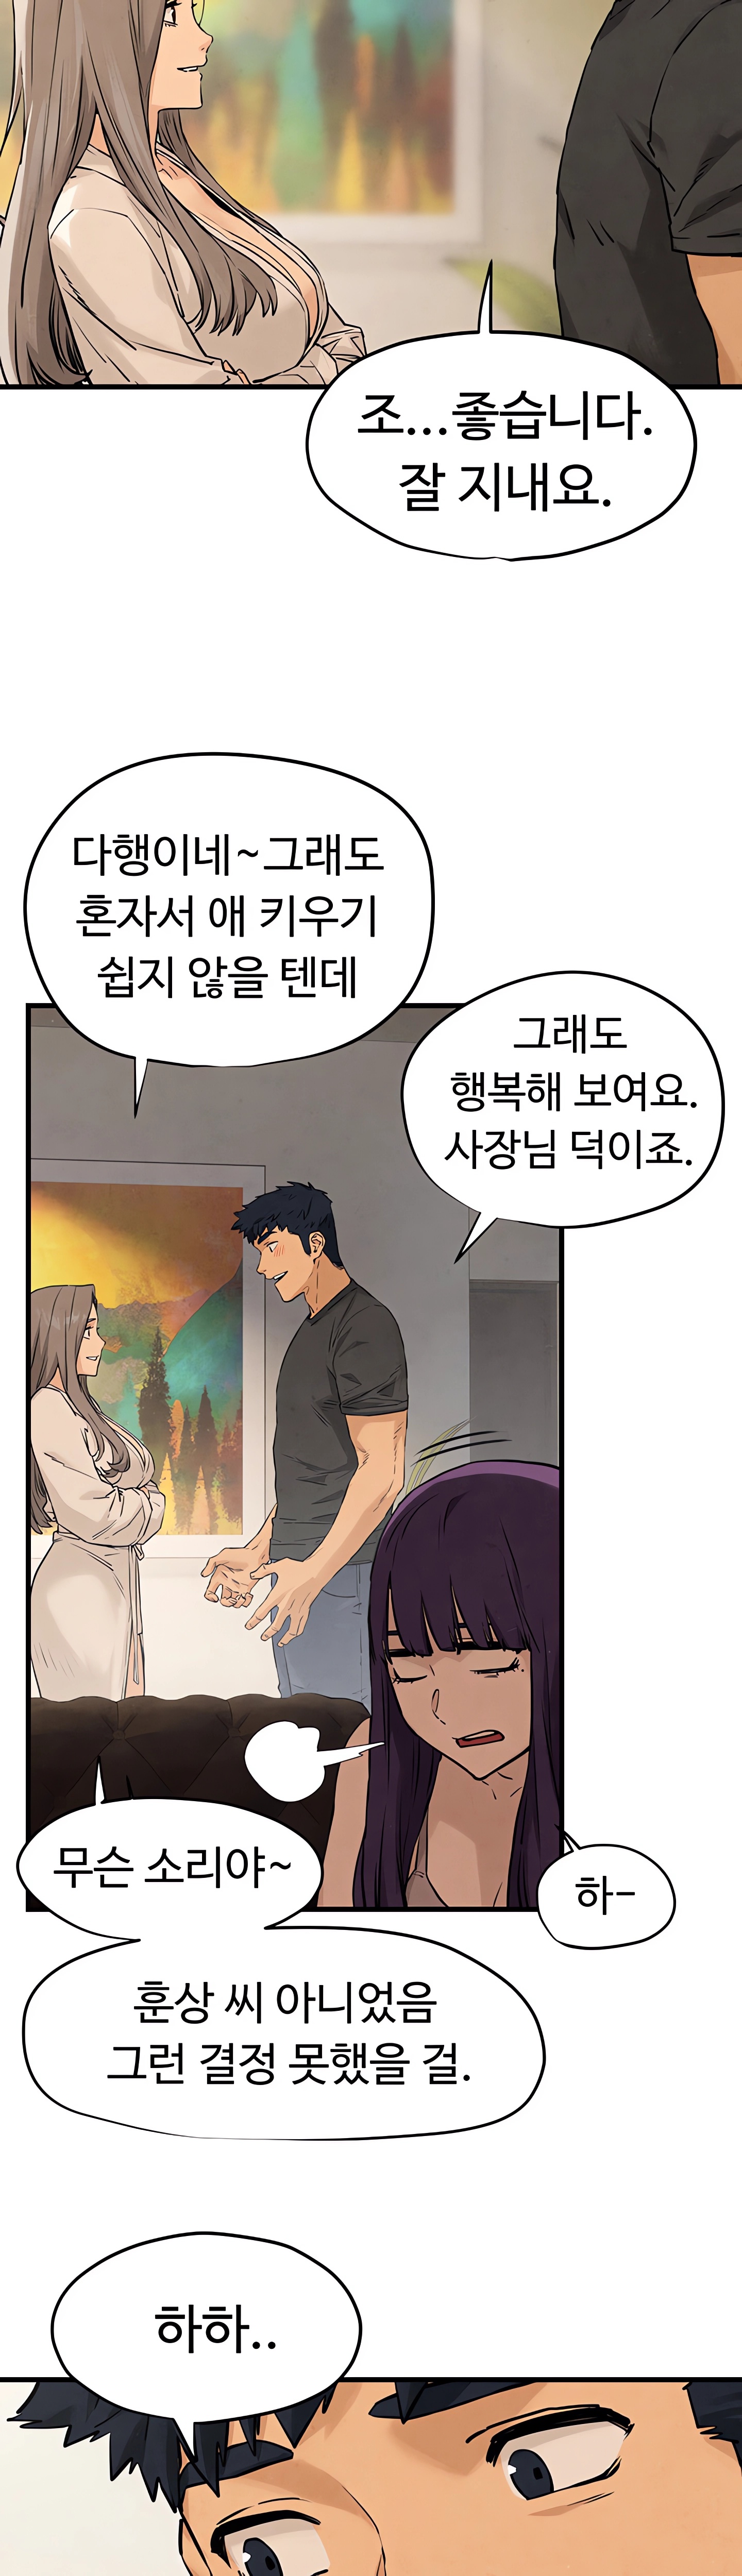 조...좋습니다.
잘 지내요.
다행이네~그래도
혼자서 애 키우기
쉽지 않을 텐데
그래도
행복해 보여요.
사장님 덕이죠.
무슨 소리야~
하-
훈상 씨 아니었음
그런 결정 못했을 걸.
하하..